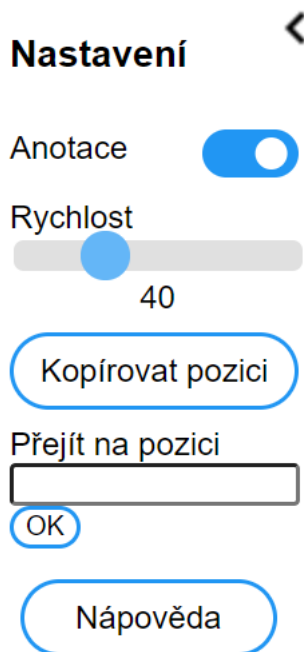 Nastavení
Anotace
Rychlost
40
Kopírovat pozici
Přejít na pozici
OK
Nápověda